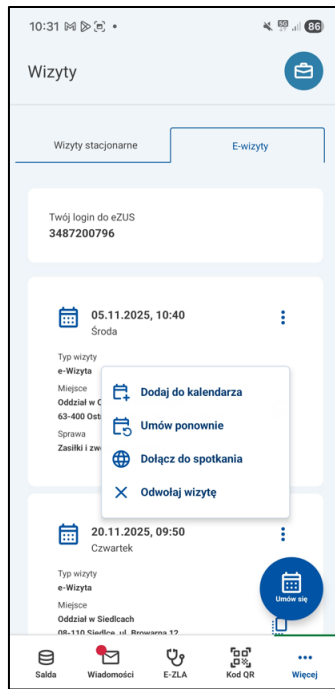 10:31
86
Wizyty
Wizyty stacjonarne
E-wizyty
Twój login do eZUS
3487200796
05.11.2025, 10:40
Środa
Typ wizyty
e-Wizyta
Miejsce
Oddział w
63-400
Sprawa
Zasiłki i
Dodaj do kalendarza
Umów ponownie
Dołącz do spotkania
Odwołaj wizytę
20.11.2025, 09:50
Czwartek
Typ wizyty
e-Wizyta
Miejsce
Oddział w Siedlcach
08-110 Siedlce, ul. Browarna 12
Umów się
Salda
Wiadomości
E-ZLA
Kod QR
Więcej